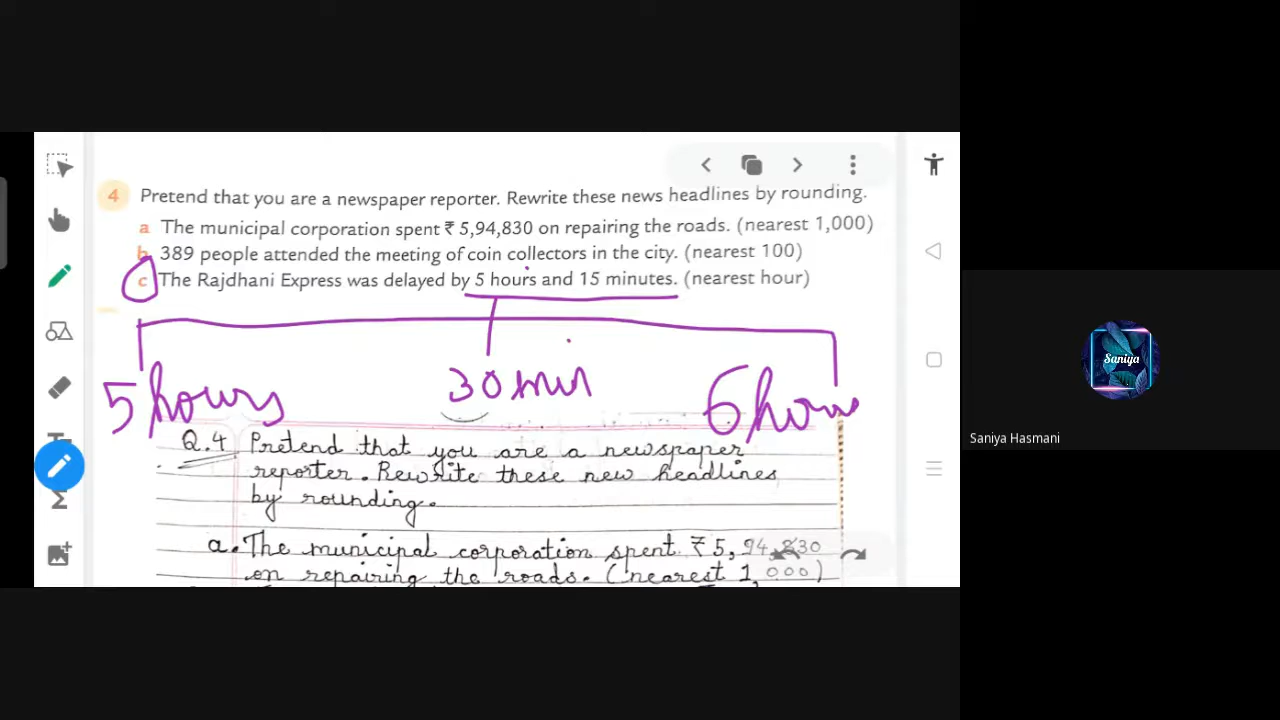 4 Pretend that you are a newspaper reporter. Rewrite these news headlines by rounding.
a The municipal corporation spent ₹ 5,94,830 on repairing the roads. (nearest 1,000)
b 389 people attended the meeting of coin collectors in the city. (nearest 100)
c The Rajdhani Express was delayed by 5 hours and 15 minutes. (nearest hour)
5 hours 30 min 6 hour
Q.4 Pretend that you are a newspaper
reporter. Rewrite these new headlines
by rounding.
a. The municipal corporation spent ₹ 5,94,830
on repairing the roads. (nearest 1,000)
Saniya
Saniya Hasmani